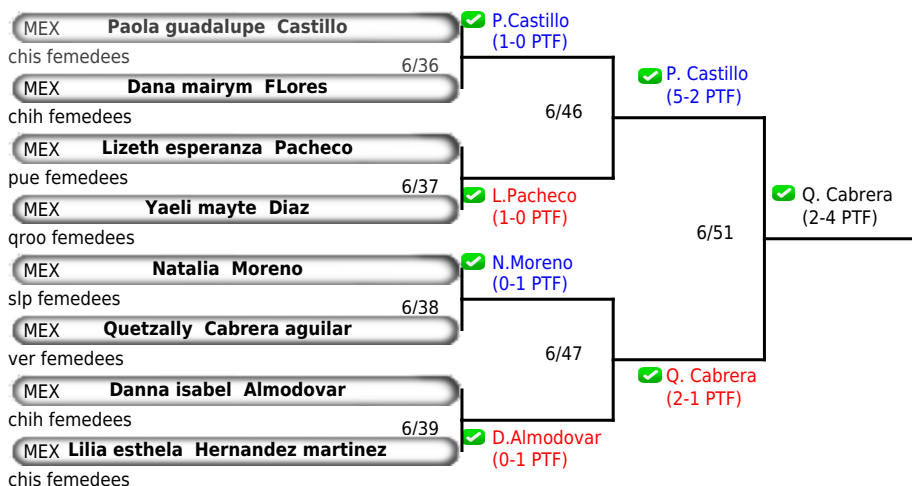 MEX Paola guadalupe Castillo
P.Castillo
(1-0 PTF)
chis femedees
6/36
P. Castillo
(5-2 PTF)
MEX Dana mairym FLores
6/46
chih femedees
MEX Lizeth esperanza Pacheco
pue femedees
6/37
L.Pacheco
(1-0 PTF)
Q. Cabrera
(2-4 PTF)
MEX Yaeli mayte Diaz
6/51
qroo femedees
MEX Natalia Moreno
N.Moreno
(0-1 PTF)
slp femedees
6/38
MEX Quetzally Cabrera aguilar
6/47
ver femedees
Q. Cabrera
(2-1 PTF)
MEX Danna isabel Almodovar
chih femedees
6/39
D.Almodovar
(0-1 PTF)
MEX Lilia esthela Hernandez martinez
chis femedees